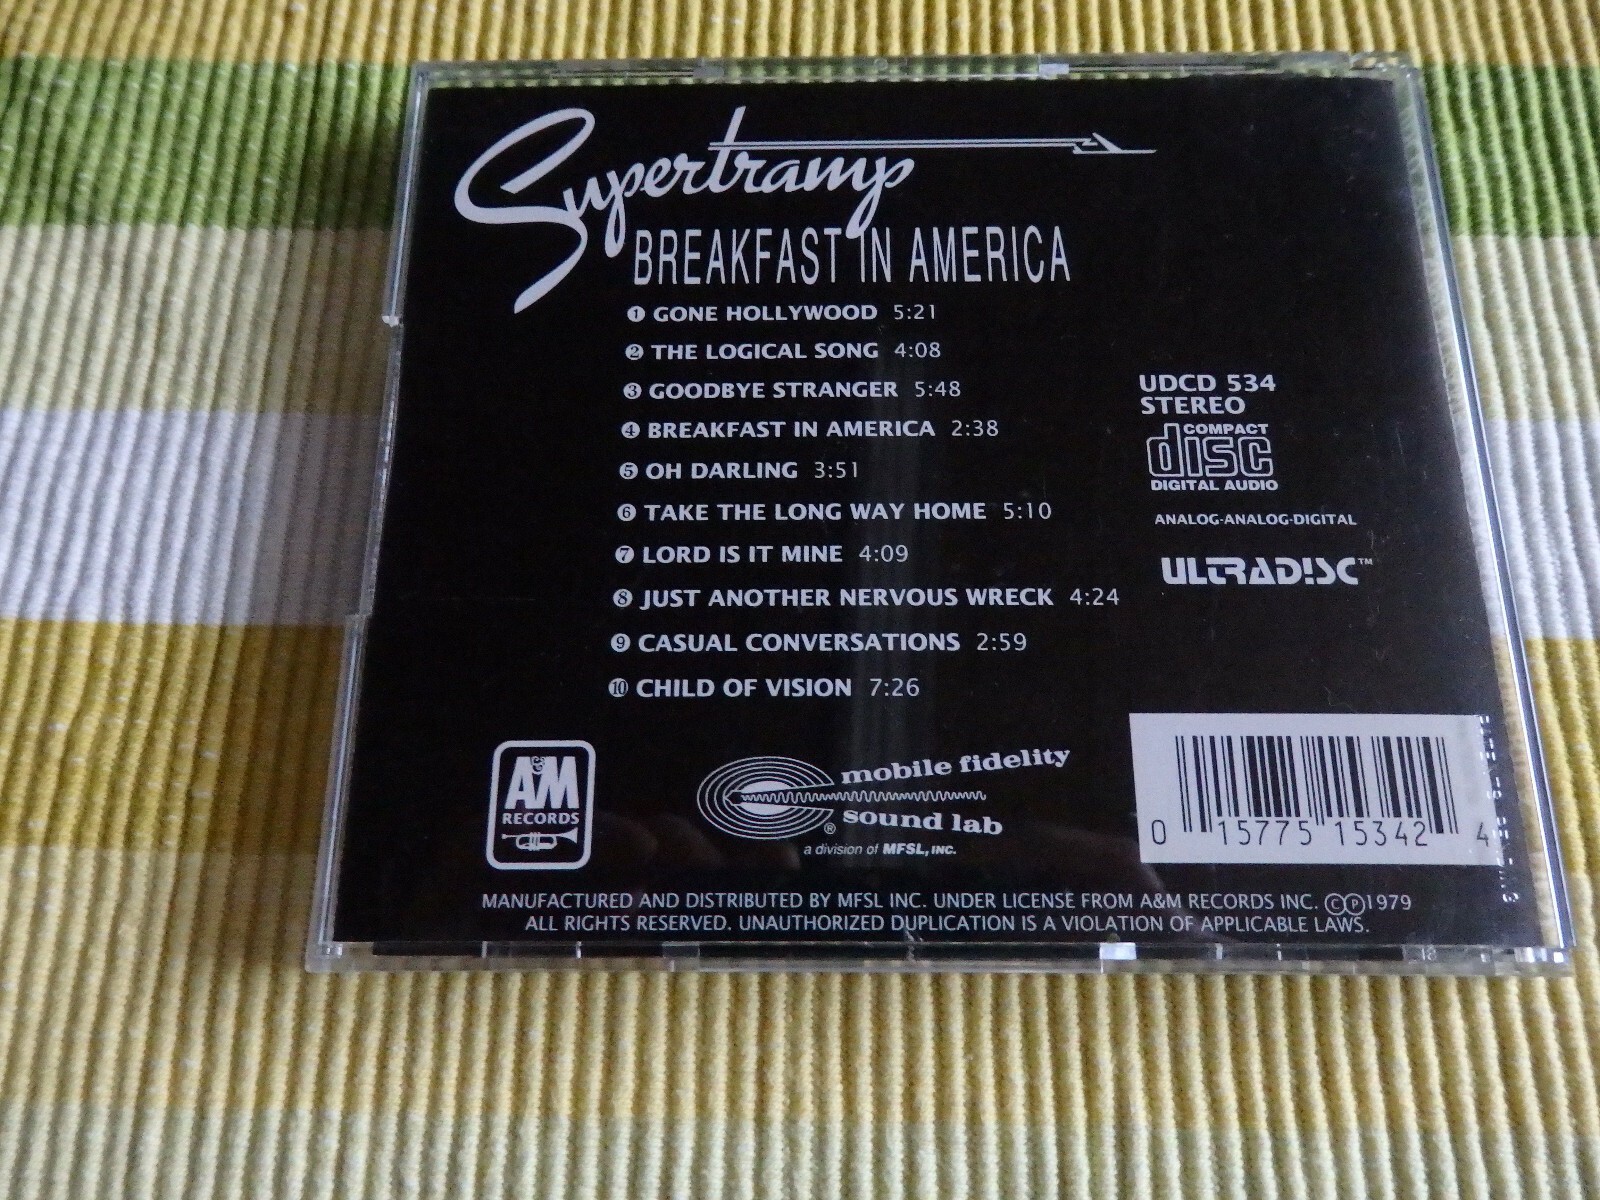 Supertramp
BREAKFAST IN AMERICA
1 GONE HOLLYWOOD 5:21
2 THE LOGICAL SONG 4:08
3 GOODBYE STRANGER 5:48
4 BREAKFAST IN AMERICA 2:38
5 OH DARLING 3:51
6 TAKE THE LONG WAY HOME 5:10
7 LORD IS IT MINE 4:09
8 JUST ANOTHER NERVOUS WRECK 4:24
9 CASUAL CONVERSATIONS 2:59
10 CHILD OF VISION 7:26
UDCD 534
STEREO
COMPACT
disc
DIGITAL AUDIO
ANALOG-ANALOG-DIGITAL
ULTRADISC™
A&M
RECORDS
mobile fidelity
sound lab
®
a division of MFSL, INC.
0 15775 15342 4
MANUFACTURED AND DISTRIBUTED BY MFSL INC. UNDER LICENSE FROM A&M RECORDS INC. ©℗1979
ALL RIGHTS RESERVED. UNAUTHORIZED DUPLICATION IS A VIOLATION OF APPLICABLE LAWS.